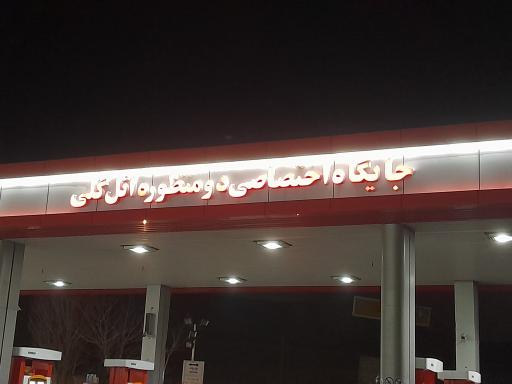 جایگاه اختصاصی دو منظوره ائل گلی